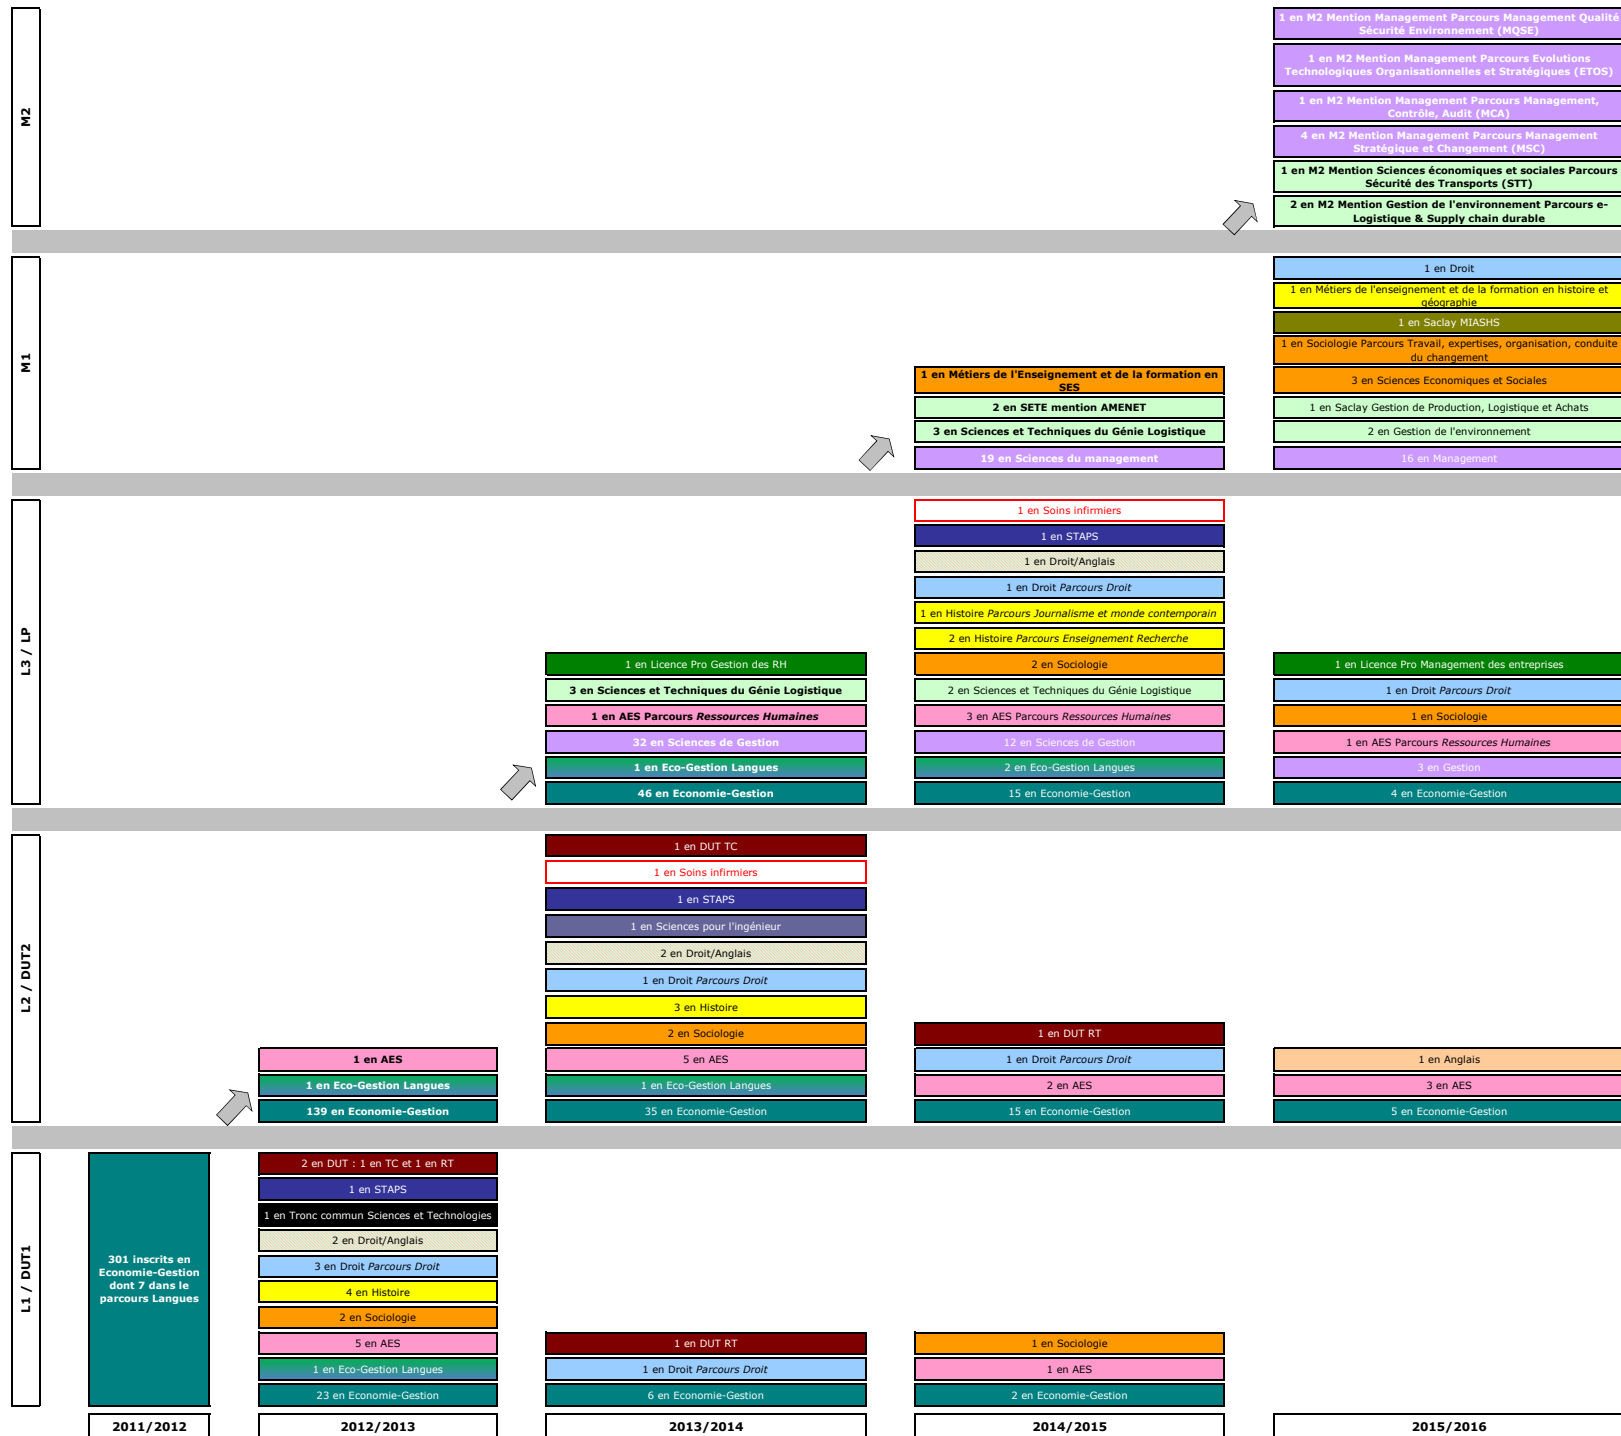 M2
1 en M2 Mention Management Parcours Management Qualité
Sécurité Environnement (MQSE)
1 en M2 Mention Management Parcours Evolutions
Technologiques Organisationnelles et Stratégiques (ETOS)
1 en M2 Mention Management Parcours Management,
Contrôle, Audit (MCA)
4 en M2 Mention Management Parcours Management
Stratégique et Changement (MSC)
1 en M2 Mention Sciences économiques et sociales Parcours
Sécurité des Transports (STT)
2 en M2 Mention Gestion de l'environnement Parcours e-
Logistique & Supply chain durable
M1
1 en Métiers de l'Enseignement et de la formation en
SES
2 en SETE mention AMENET
3 en Sciences et Techniques du Génie Logistique
19 en Sciences du management
1 en Droit
1 en Métiers de l'enseignement et de la formation en histoire et
géographie
1 en Saclay MIASHS
1 en Sociologie Parcours Travail, expertises, organisation, conduite
du changement
3 en Sciences Economiques et Sociales
1 en Saclay Gestion de Production, Logistique et Achats
2 en Gestion de l'environnement
16 en Management
L3 / LP
1 en Licence Pro Gestion des RH
3 en Sciences et Techniques du Génie Logistique
1 en AES Parcours Ressources Humaines
32 en Sciences de Gestion
1 en Eco-Gestion Langues
46 en Economie-Gestion
1 en Soins infirmiers
1 en STAPS
1 en Droit/Anglais
1 en Droit Parcours Droit
1 en Histoire Parcours Journalisme et monde contemporain
2 en Histoire Parcours Enseignement Recherche
2 en Sociologie
2 en Sciences et Techniques du Génie Logistique
3 en AES Parcours Ressources Humaines
12 en Sciences de Gestion
2 en Eco-Gestion Langues
15 en Economie-Gestion
1 en Licence Pro Management des entreprises
1 en Droit Parcours Droit
1 en Sociologie
1 en AES Parcours Ressources Humaines
3 en Gestion
4 en Economie-Gestion
L2 / DUT2
1 en AES
1 en Eco-Gestion Langues
139 en Economie-Gestion
1 en DUT TC
1 en Soins infirmiers
1 en STAPS
1 en Sciences pour l'ingénieur
2 en Droit/Anglais
1 en Droit Parcours Droit
3 en Histoire
2 en Sociologie
5 en AES
1 en Eco-Gestion Langues
35 en Economie-Gestion
1 en DUT RT
1 en Droit Parcours Droit
2 en AES
15 en Economie-Gestion
1 en Anglais
3 en AES
5 en Economie-Gestion
L1 / DUT1
301 inscrits en
Economie-Gestion
dont 7 dans le
parcours Langues
2 en DUT : 1 en TC et 1 en RT
1 en STAPS
1 en Tronc commun Sciences et Technologies
2 en Droit/Anglais
3 en Droit Parcours Droit
4 en Histoire
2 en Sociologie
5 en AES
1 en Eco-Gestion Langues
23 en Economie-Gestion
1 en DUT RT
1 en Droit Parcours Droit
6 en Economie-Gestion
1 en Sociologie
1 en AES
2 en Economie-Gestion
2011/2012
2012/2013
2013/2014
2014/2015
2015/2016